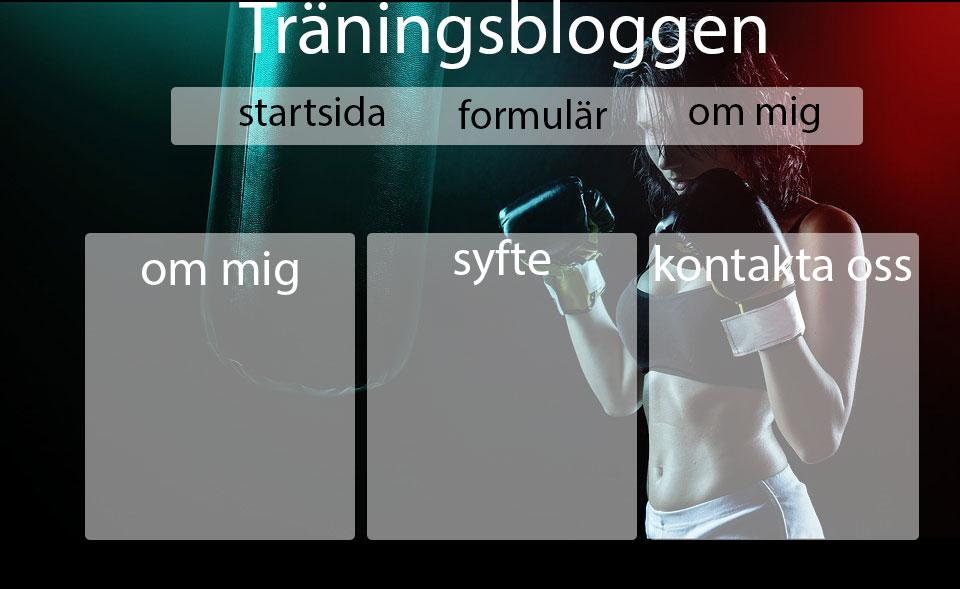 Träningsbloggen
startsida formulär om mig
om mig syfte kontakta oss